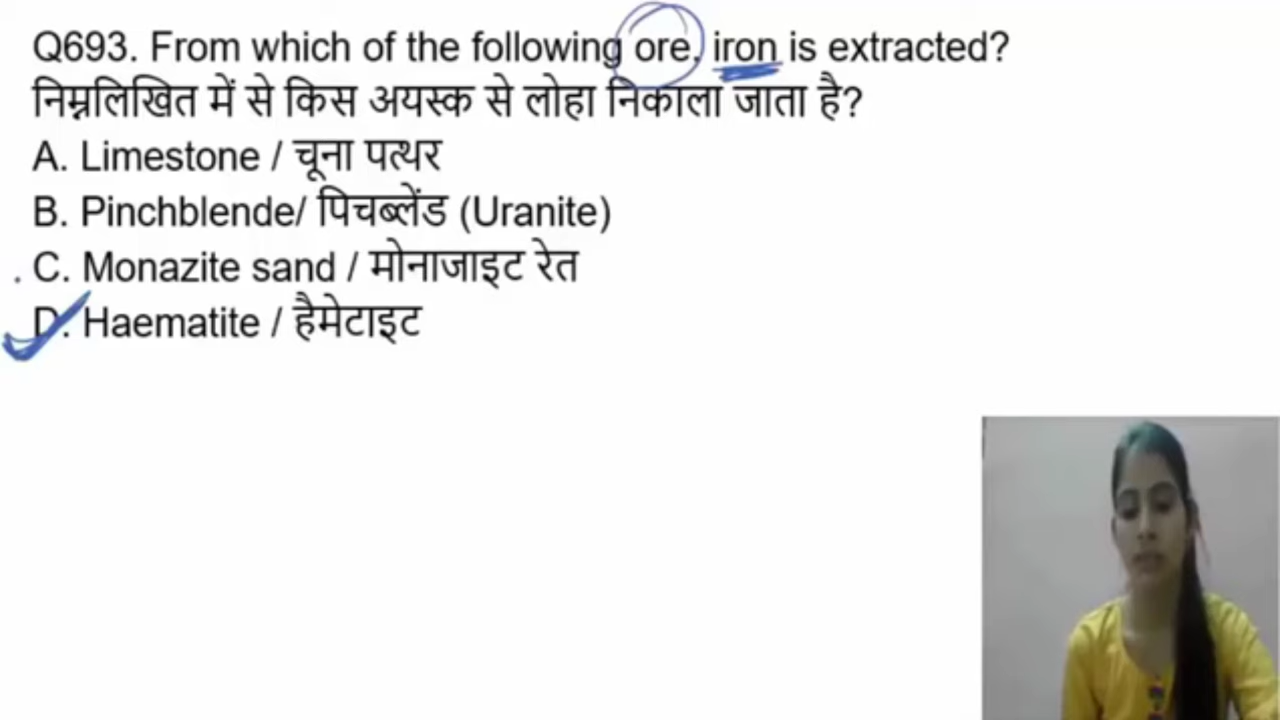 Q693. From which of the following ore, iron is extracted?
निम्नलिखित में से किस अयस्क से लोहा निकाला जाता है?
A. Limestone / चूना पत्थर
B. Pinchblende/ पिचब्लेंड (Uranite)
C. Monazite sand / मोनाजाइट रेत
D. Haematite / हैमेटाइट